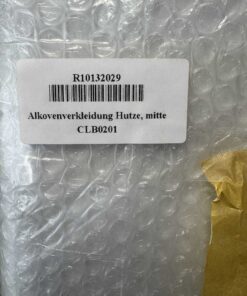 R10132029
Alkovenverkleidung Hutze, mitte
CLB0201